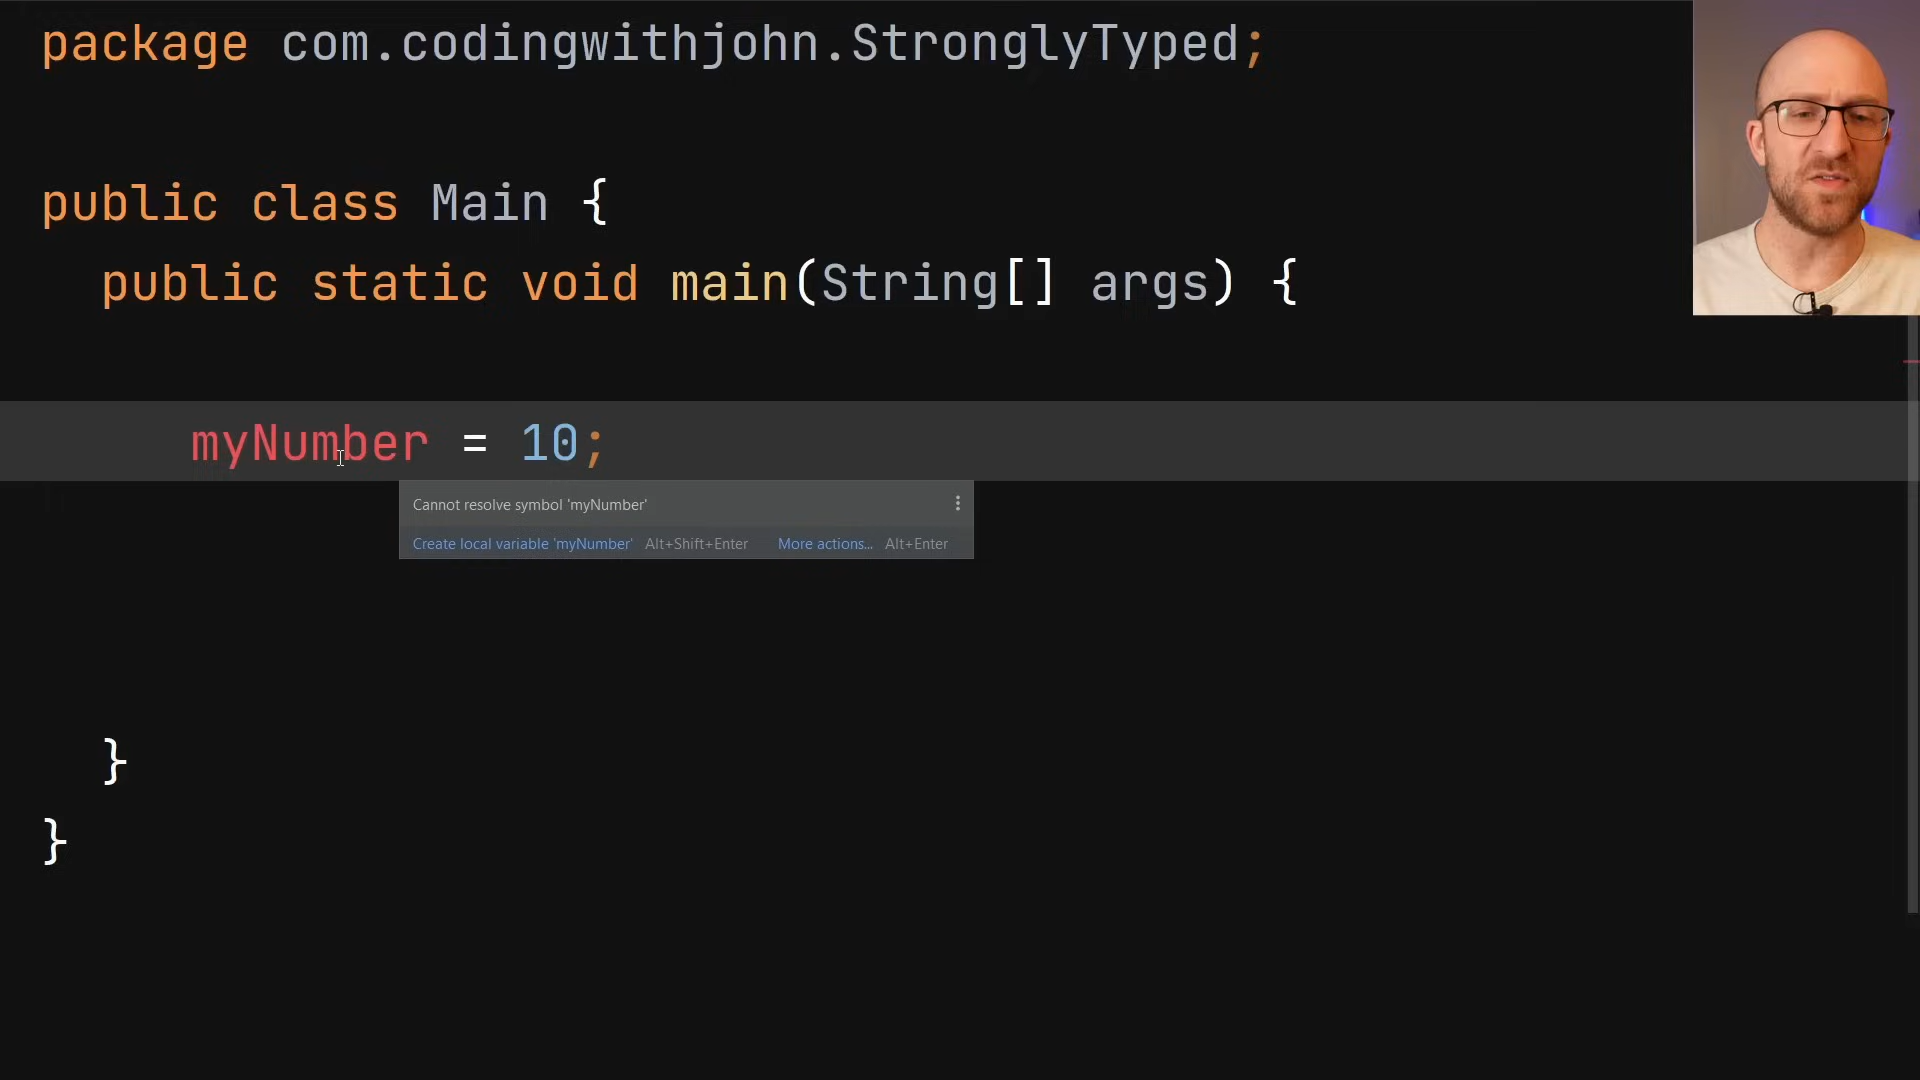 package com.codingwithjohn.StronglyTyped;
public class Main {
public static void main(String[] args) {
myNumber = 10;
Cannot resolve symbol 'myNumber'
Create local variable 'myNumber' Alt+Shift+Enter More actions... Alt+Enter
}
}